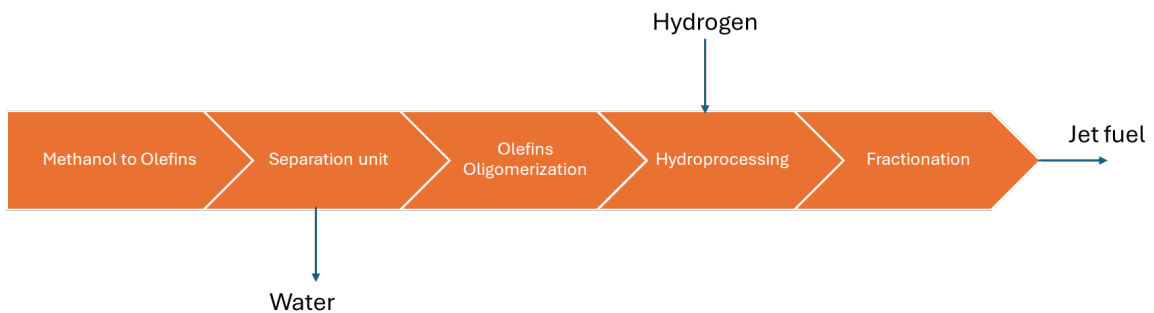 Hydrogen
Methanol to Olefins
Separation unit
Olefins
Oligomerization
Hydroprocessing
Fractionation
Jet fuel
Water